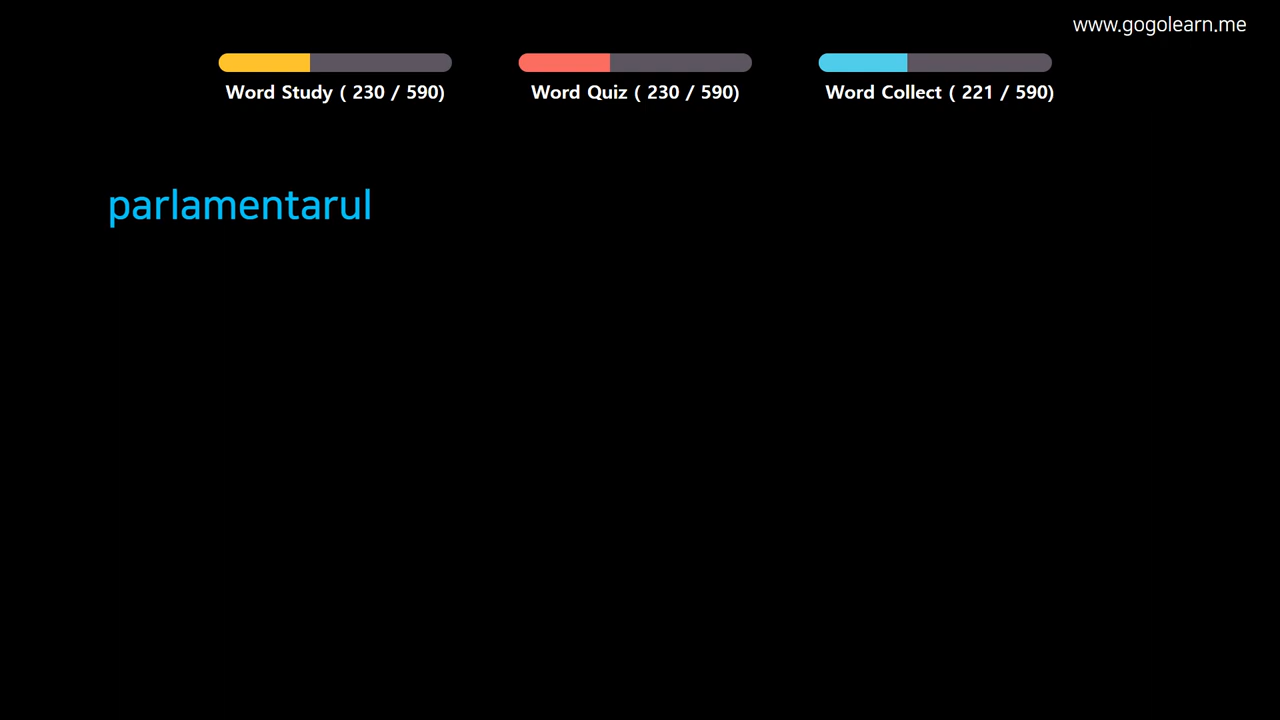 www.gogolearn.me
Word Study ( 230 / 590)
Word Quiz ( 230 / 590)
Word Collect ( 221 / 590)
parlamentarul